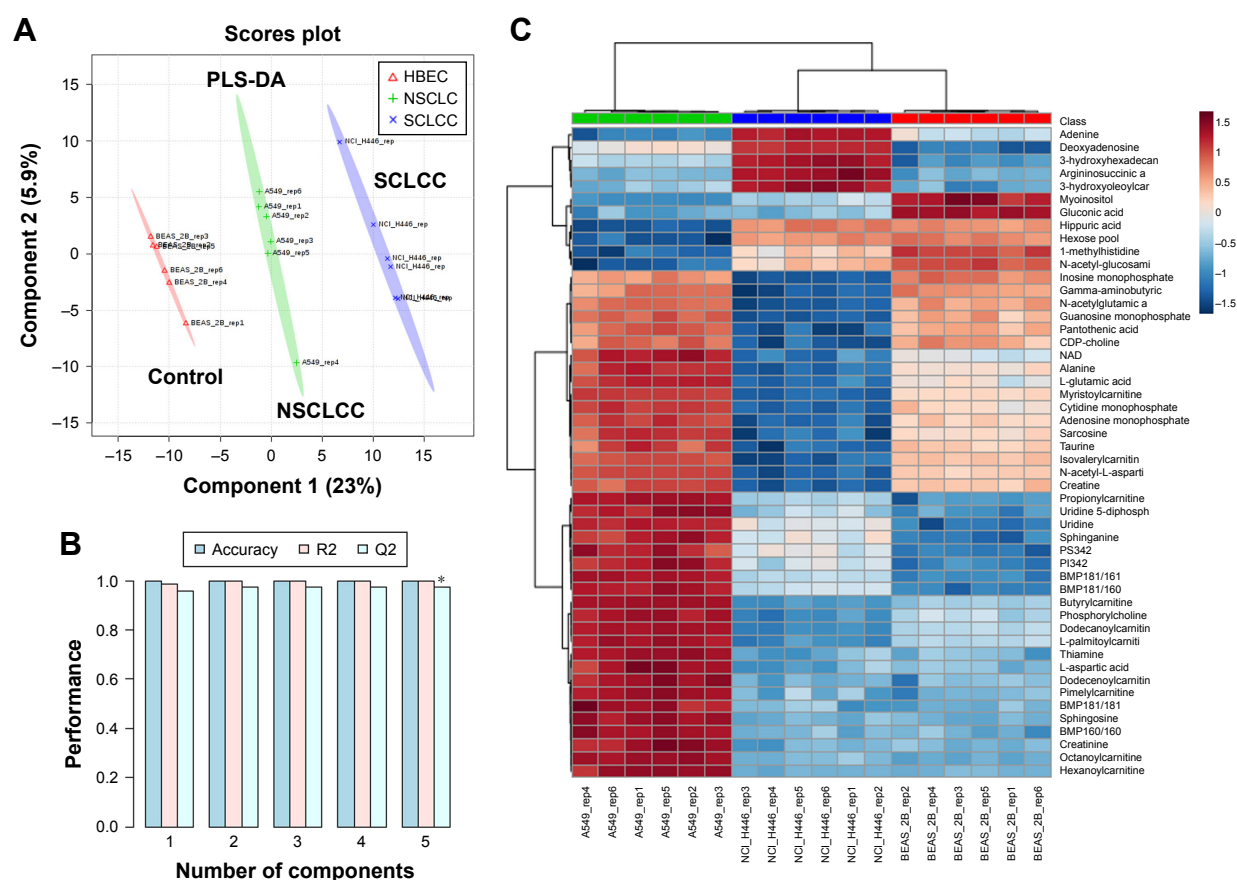 A
Scores plot
PLS-DA
HBEC
NSCLC
SCLCC
15
10
5
0
–5
–10
–15
–15
–10
–5
0
5
10
15
Component 2 (5.9%)
Component 1 (23%)
NCI_H446_rep
SCLCC
A549_rep6
A549_rep1
A549_rep2
NCI_H446_rep
A549_rep3
A549_rep5
NCI_H446_rep
NCI_H446_rep
BEAS_2B_rep3
BEAS_2B_rep6
BEAS_2B_rep4
BEAS_2B_rep1
A549_rep4
Control
NSCLCC
B
Accuracy
R2
Q2
1.0
0.8
0.6
0.4
0.2
0.0
*
Performance
1
2
3
4
5
Number of components
C
Class
Adenine
Deoxyadenosine
3-hydroxyhexadecan
Argininosuccinic a
3-hydroxyoleoylcar
Myoinositol
Gluconic acid
Hippuric acid
Hexose pool
1-methylhistidine
N-acetyl-glucosami
Inosine monophosphate
Gamma-aminobutyric
N-acetylglutamic a
Guanosine monophosphate
Pantothenic acid
CDP-choline
NAD
Alanine
L-glutamic acid
Myristoylcarnitine
Cytidine monophosphate
Adenosine monophosphate
Sarcosine
Taurine
Isovalerylcarnitin
N-acetyl-L-asparti
Creatine
Propionylcarnitine
Uridine 5-diphosph
Uridine
Sphinganine
PS342
PI342
BMP181/161
BMP181/160
Butyrylcarnitine
Phosphorylcholine
Dodecanoylcarnitin
L-palmitoylcarniti
Thiamine
L-aspartic acid
Dodecenoylcarnitin
Pimelylcarnitine
BMP181/181
Sphingosine
BMP160/160
Creatinine
Octanoylcarnitine
Hexanoylcarnitine
A549_rep4
A549_rep6
A549_rep1
A549_rep5
A549_rep2
A549_rep3
NCI_H446_rep3
NCI_H446_rep4
NCI_H446_rep5
NCI_H446_rep6
NCI_H446_rep1
NCI_H446_rep2
BEAS_2B_rep2
BEAS_2B_rep4
BEAS_2B_rep3
BEAS_2B_rep5
BEAS_2B_rep1
BEAS_2B_rep6
1.5
1
0.5
0
–0.5
–1
–1.5